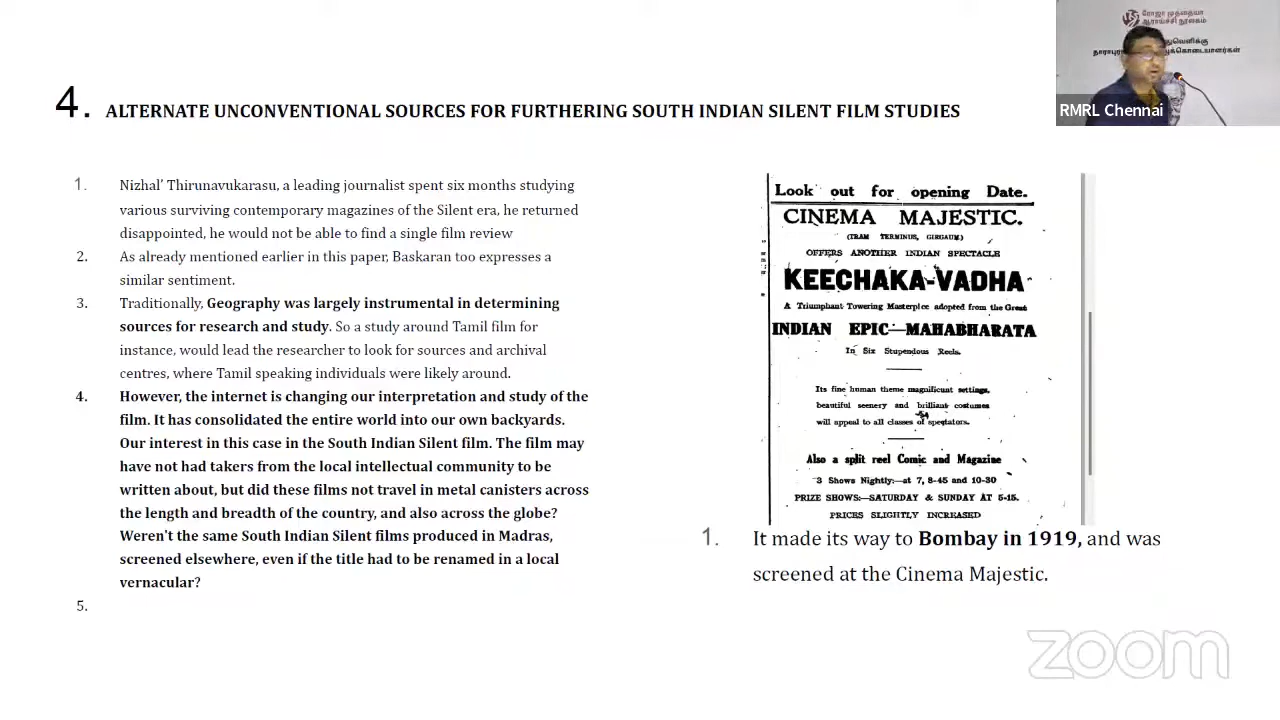 4. ALTERNATE UNCONVENTIONAL SOURCES FOR FURTHERING SOUTH INDIAN SILENT FILM STUDIES
1. Nizhal’ Thirunavukarasu, a leading journalist spent six months studying
various surviving contemporary magazines of the Silent era, he returned
disappointed, he would not be able to find a single film review
2. As already mentioned earlier in this paper, Baskaran too expresses a
similar sentiment.
3. Traditionally, Geography was largely instrumental in determining
sources for research and study. So a study around Tamil film for
instance, would lead the researcher to look for sources and archival
centres, where Tamil speaking individuals were likely around.
4. However, the internet is changing our interpretation and study of the
film. It has consolidated the entire world into our own backyards.
Our interest in this case in the South Indian Silent film. The film may
have not had takers from the local intellectual community to be
written about, but did these films not travel in metal canisters across
the length and breadth of the country, and also across the globe?
Weren't the same South Indian Silent films produced in Madras,
screened elsewhere, even if the title had to be renamed in a local
vernacular?
5.
Look out for opening Date.
CINEMA MAJESTIC.
(TRAM TERMINUS, GIRGAUM.)
OFFERS ANOTHER INDIAN SPECTACLE
KEECHAKA-VADHA
A Triumphant Towering Masterpiece adopted from the Great
INDIAN EPIC—MAHABHARATA
In Six Stupendous Reels.
Its fine human theme magnificant settings,
beautiful scenery and brilliant costumes
will appeal to all classes of spectators.
Also a split reel Comic and Magazine
3 Shows Nightly:—at 7, 8-45 and 10-30
PRIZE SHOWS:—SATURDAY & SUNDAY AT 5-15.
PRICES SLIGHTLY INCREASED
1. It made its way to Bombay in 1919, and was
screened at the Cinema Majestic.
ரோஜா முத்தையா
ஆராய்ச்சி நூலகம்
RMRL Chennai
zoom